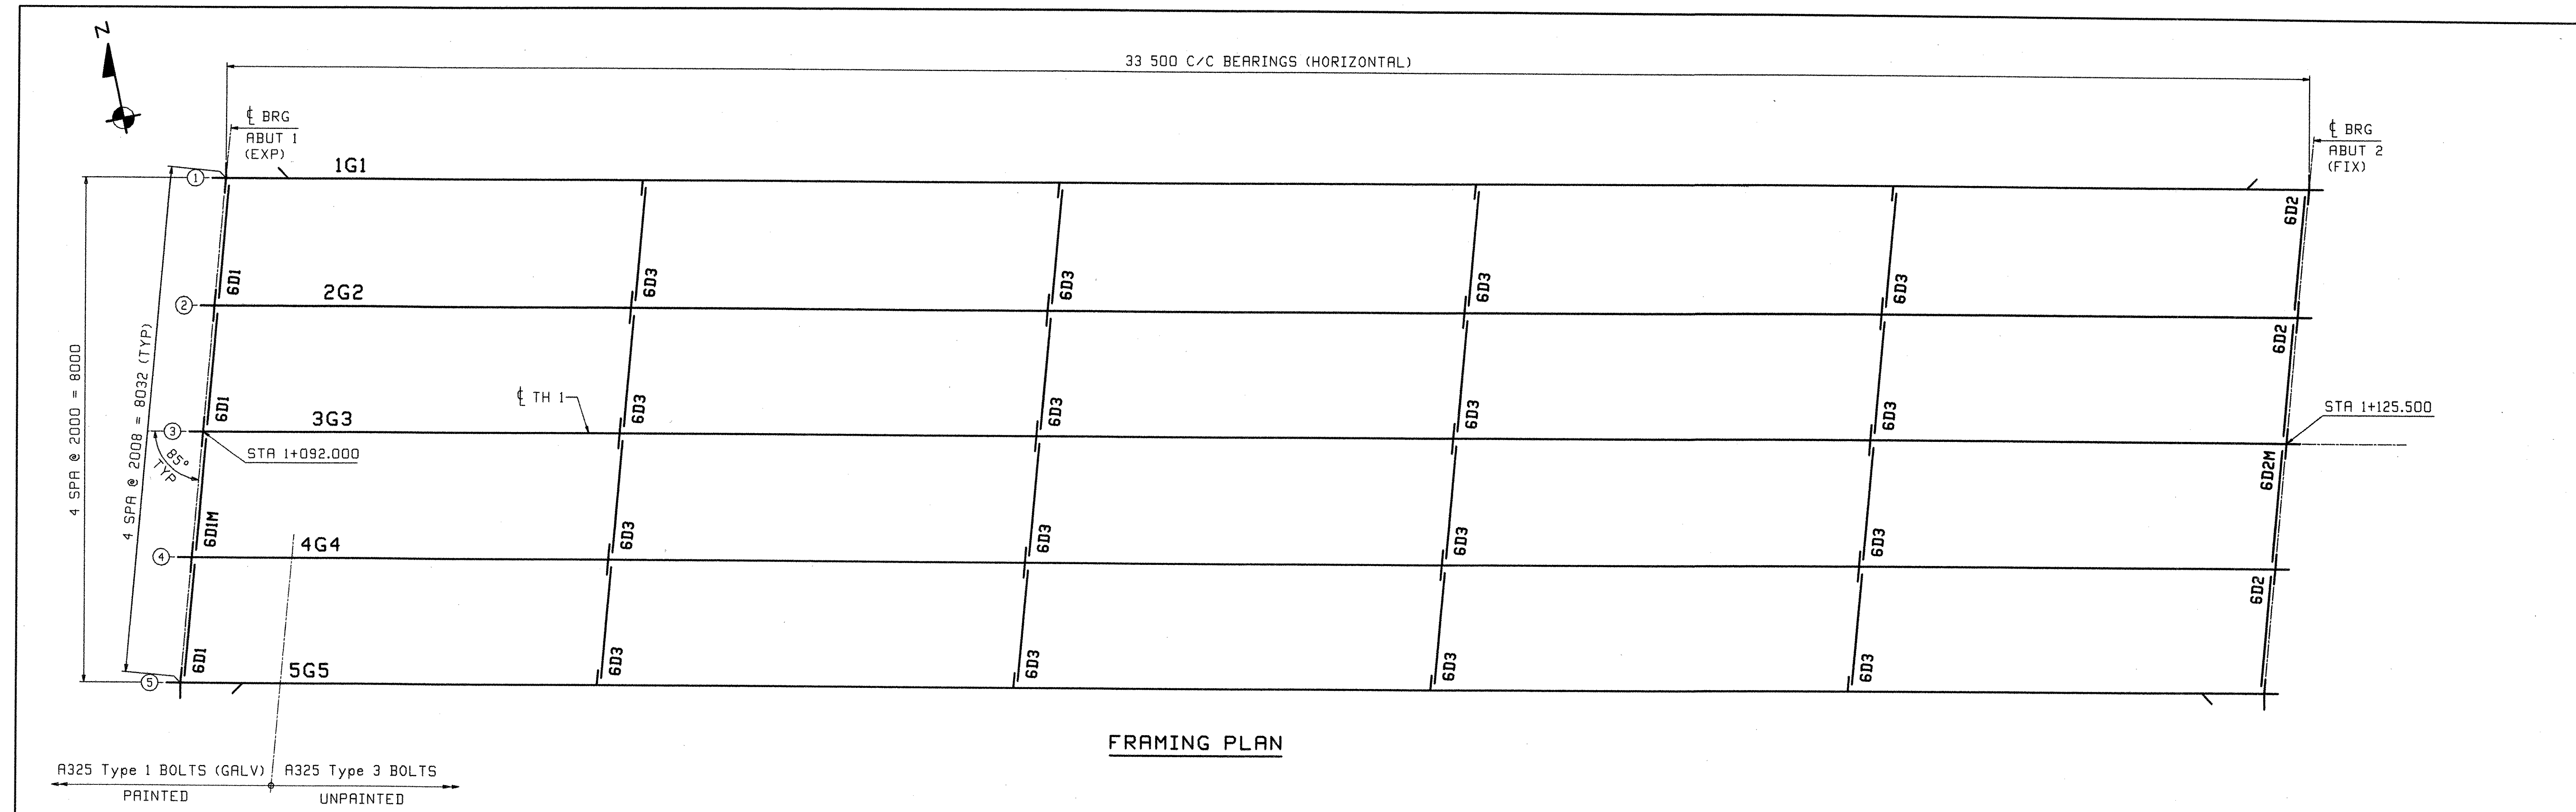 N
33 500 C/C BEARINGS (HORIZONTAL)
℄ BRG
ABUT 1
(EXP)
℄ BRG
ABUT 2
(FIX)
1
1G1
6D1
6D3
6D3
6D3
6D3
6D2
2
2G2
6D1
6D3
6D3
6D3
6D3
6D2
4 SPA @ 2000 = 8000
4 SPA @ 2008 = 8032 (TYP)
℄ TH 1
3
3G3
STA 1+092.000
STA 1+125.500
85°
TYP
6D1M
6D3
6D3
6D3
6D3
6D2M
4
4G4
6D1
6D3
6D3
6D3
6D3
6D2
5
5G5
FRAMING PLAN
A325 Type 1 BOLTS (GALV)
A325 Type 3 BOLTS
PAINTED
UNPAINTED